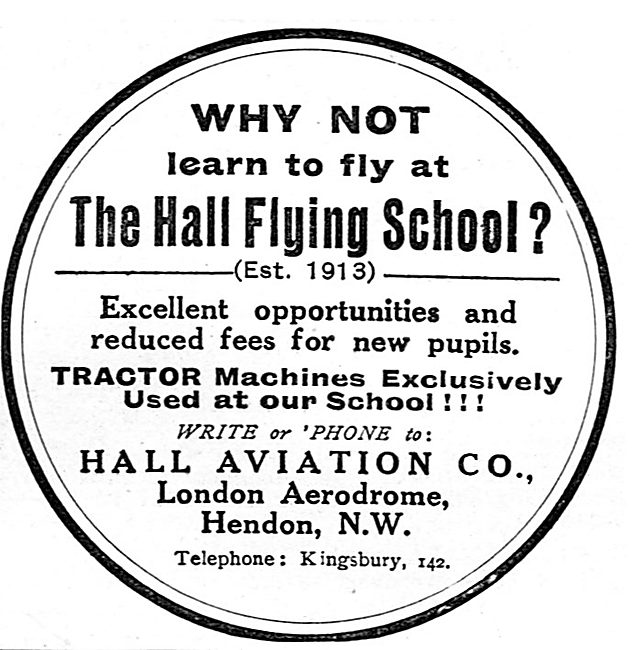 WHY NOT
learn to fly at
The Hall Flying School?
(Est. 1913)
Excellent opportunities and
reduced fees for new pupils.
TRACTOR Machines Exclusively
Used at our School!!!
WRITE or 'PHONE to:
HALL AVIATION CO.,
London Aerodrome,
Hendon, N.W.
Telephone: Kingsbury, 142.